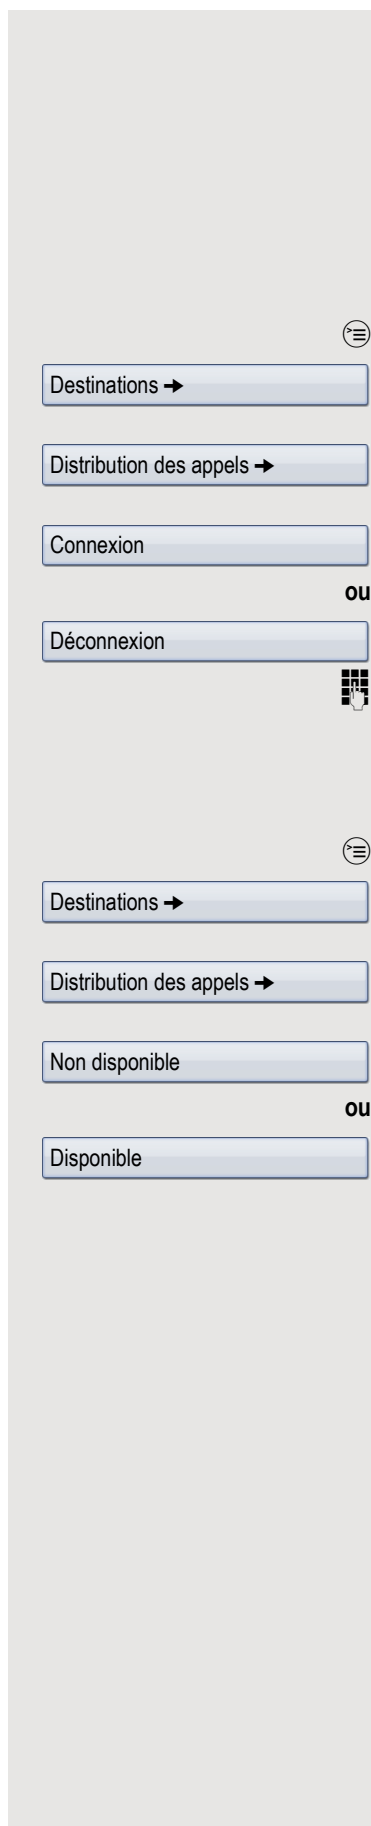 Destinations →
Distribution des appels →
Connexion
ou
Déconnexion
Destinations →
Distribution des appels →
Non disponible
ou
Disponible